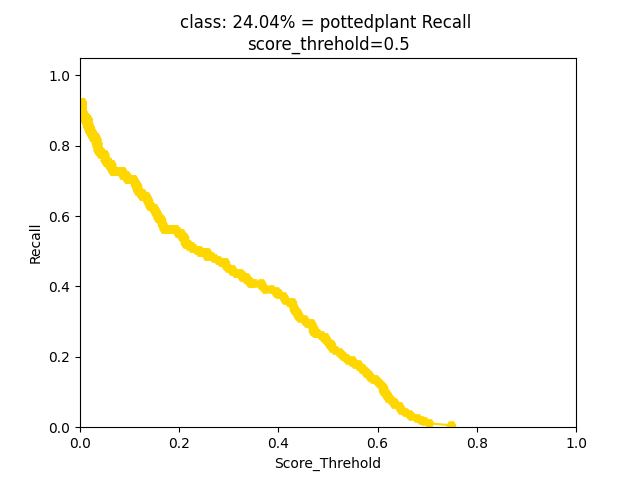 class: 24.04% = pottedplant Recall
score_threhold=0.5
1.0
0.8
0.6
0.4
0.2
0.0
Recall
0.0 0.2 0.4 0.6 0.8 1.0
Score_Threhold